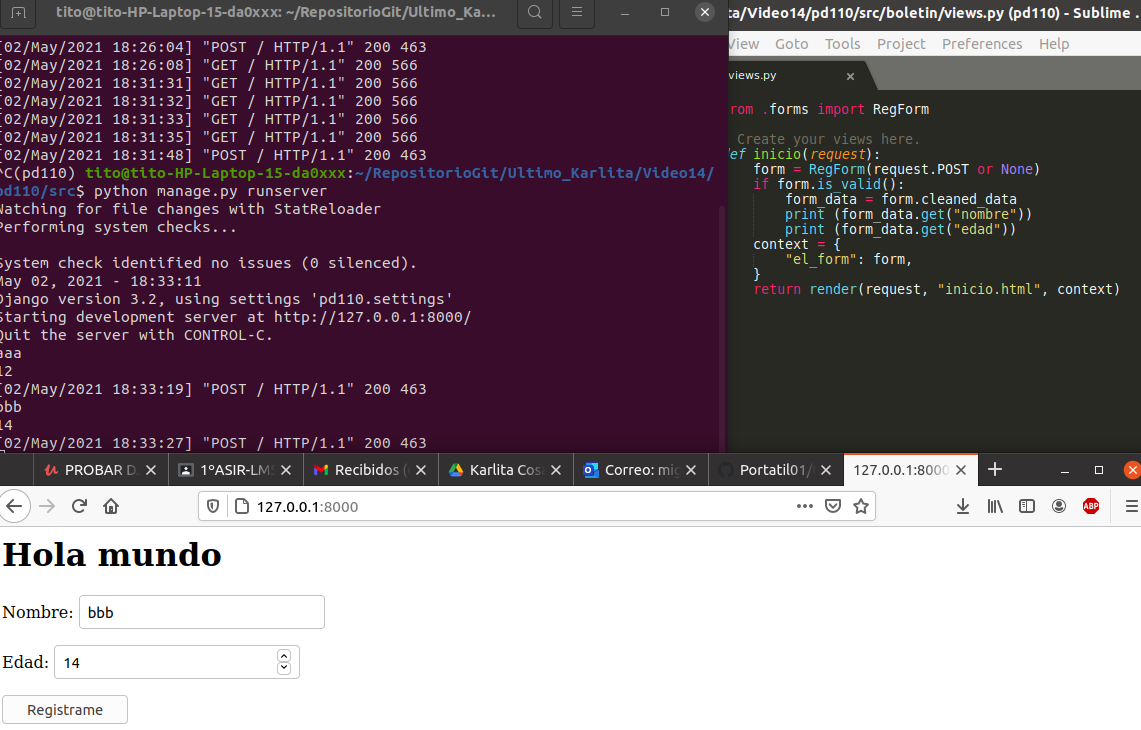 tito@tito-HP-Laptop-15-da0xxx: ~/RepositorioGit/Ultimo_Ka...
[02/May/2021 18:26:04] "POST / HTTP/1.1" 200 463
[02/May/2021 18:26:08] "GET / HTTP/1.1" 200 566
[02/May/2021 18:31:31] "GET / HTTP/1.1" 200 566
[02/May/2021 18:31:32] "GET / HTTP/1.1" 200 566
[02/May/2021 18:31:33] "GET / HTTP/1.1" 200 566
[02/May/2021 18:31:35] "GET / HTTP/1.1" 200 566
[02/May/2021 18:31:48] "POST / HTTP/1.1" 200 463
^C(pd110) tito@tito-HP-Laptop-15-da0xxx:~/RepositorioGit/Ultimo_Karlita/Video14/
pd110/src$ python manage.py runserver
Watching for file changes with StatReloader
Performing system checks...
System check identified no issues (0 silenced).
May 02, 2021 - 18:33:11
Django version 3.2, using settings 'pd110.settings'
Starting development server at http://127.0.0.1:8000/
Quit the server with CONTROL-C.
aaa
12
[02/May/2021 18:33:19] "POST / HTTP/1.1" 200 463
bbb
14
[02/May/2021 18:33:27] "POST / HTTP/1.1" 200 463
ta/Video14/pd110/src/boletin/views.py (pd110) - Sublime .
View Goto Tools Project Preferences Help
views.py
rom .forms import RegForm
Create your views here.
def inicio(request):
form = RegForm(request.POST or None)
if form.is_valid():
form_data = form.cleaned_data
print (form_data.get("nombre"))
print (form_data.get("edad"))
context = {
"el_form": form,
}
return render(request, "inicio.html", context)
PROBAR D
1ºASIR-LMS
Recibidos (
Karlita Cosa
Correo: mig
Portatil01/
127.0.0.1:8000
127.0.0.1:8000
ABP
Hola mundo
Nombre: bbb
Edad: 14
Registrame